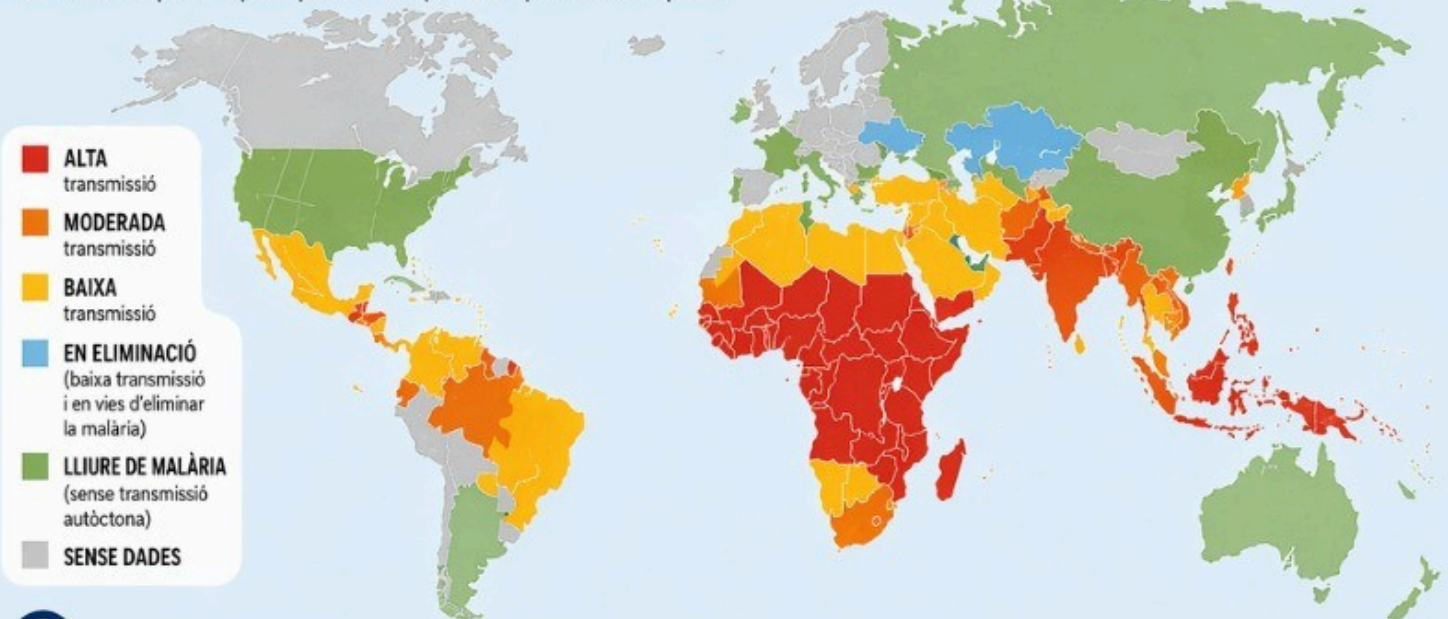 ALTA
transmissió
MODERADA
transmissió
BAIXA
transmissió
EN ELIMINACIÓ
(baixa transmissió
i en vies d'eliminar
la malària)
LLIURE DE MALÀRIA
(sense transmissió
autòctona)
SENSE DADES